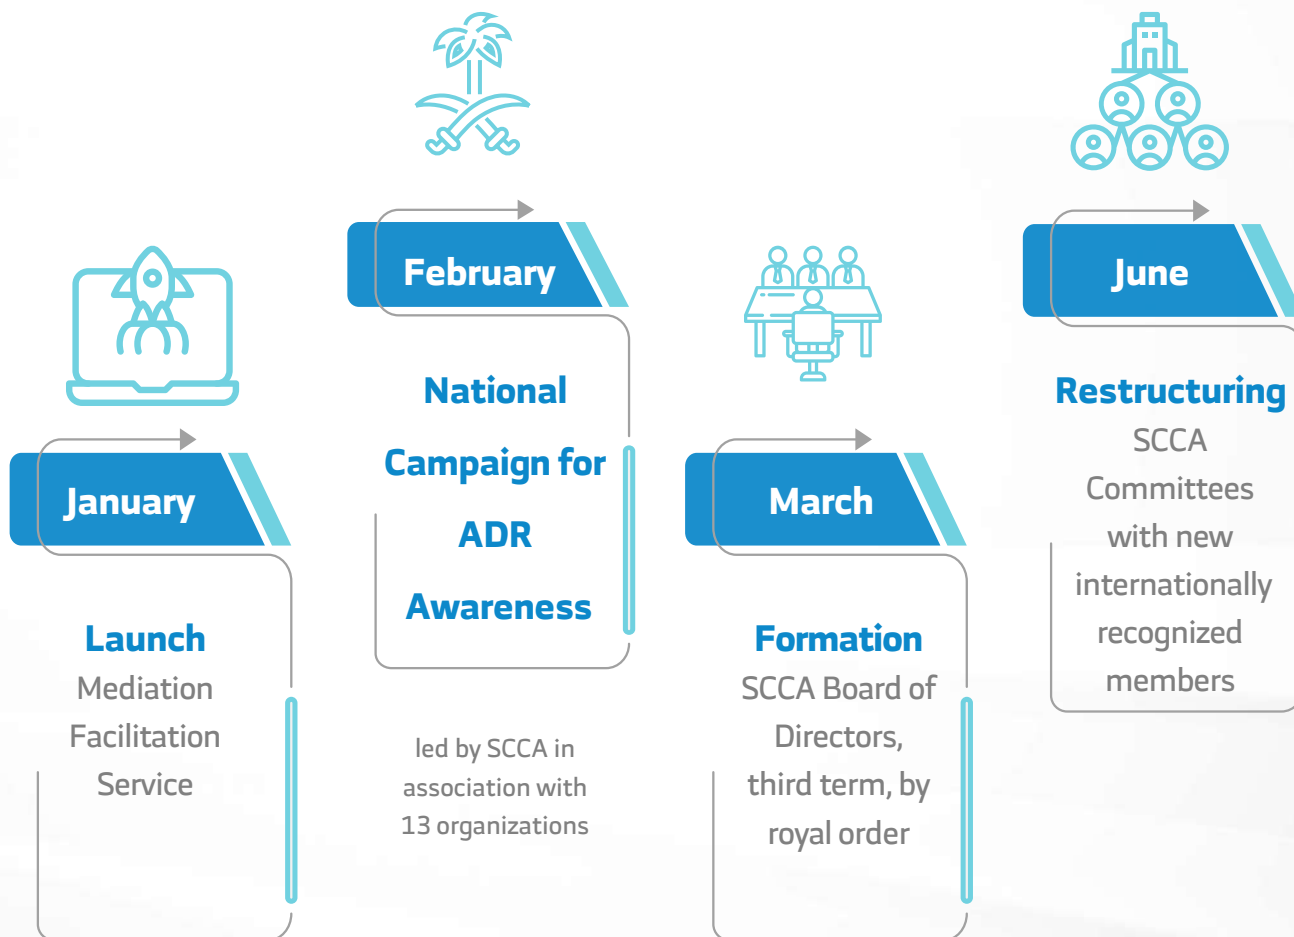 January
Launch
Mediation
Facilitation
Service
February
National
Campaign for
ADR
Awareness
led by SCCA in
association with
13 organizations
March
Formation
SCCA Board of
Directors,
third term, by
royal order
June
Restructuring
SCCA
Committees
with new
internationally
recognized
members